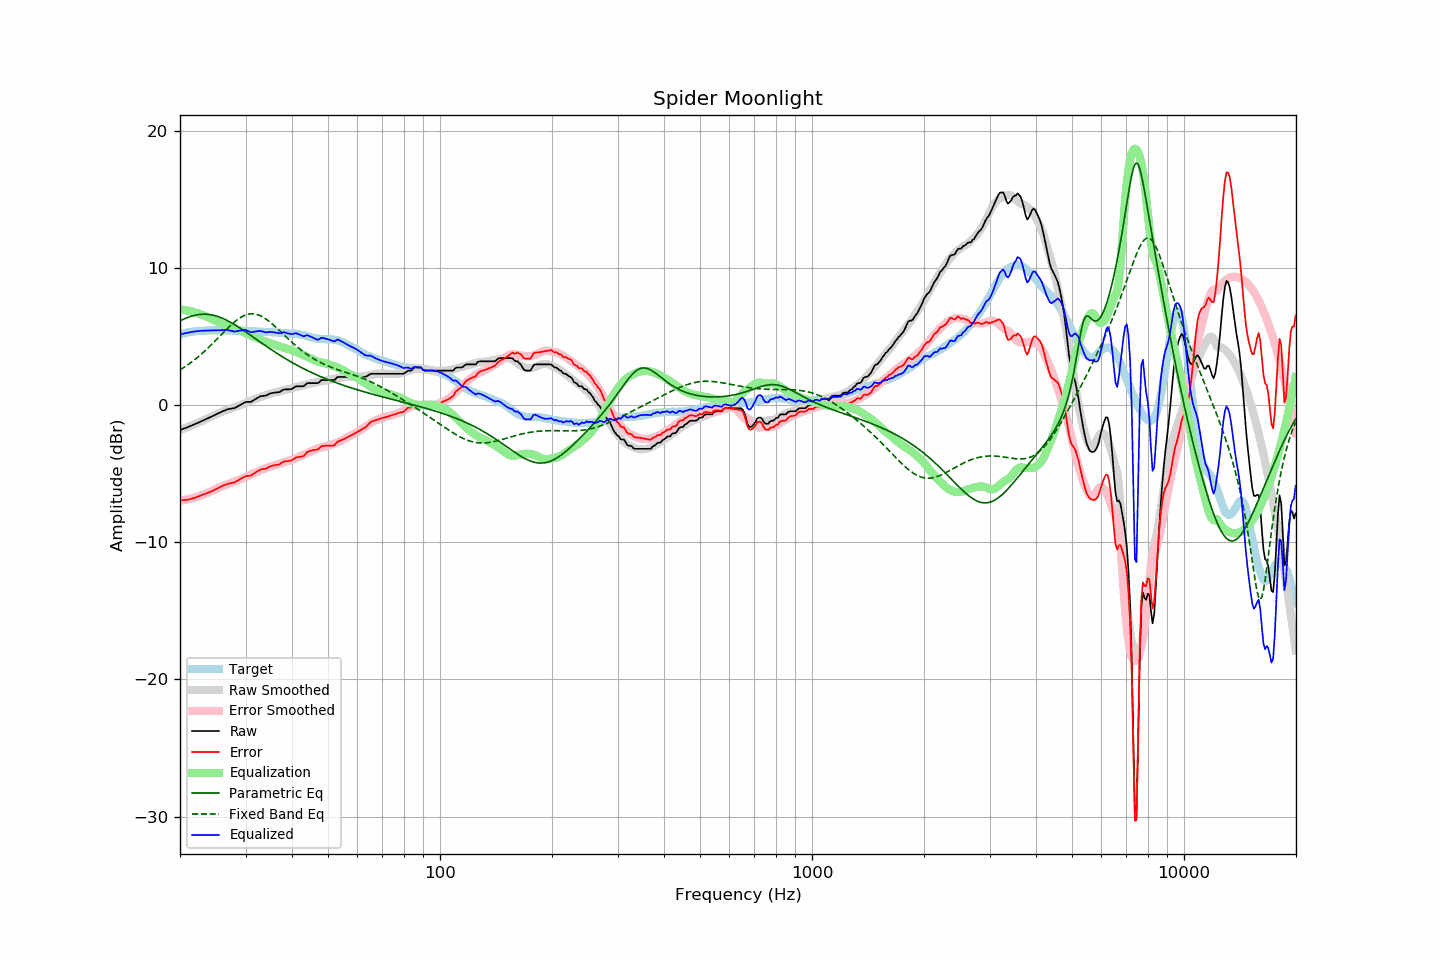 Spider Moonlight
20
10
0
−10
−20
−30
Amplitude (dBr)
Target
Raw Smoothed
Error Smoothed
Raw
Error
Equalization
Parametric Eq
Fixed Band Eq
Equalized
100
1000
10000
Frequency (Hz)